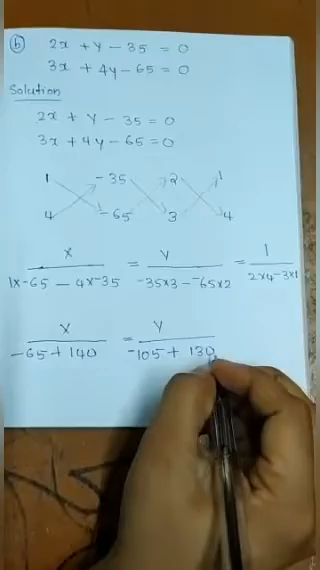 (b) 2x + y - 35 = 0
3x + 4y - 65 = 0
Solution
2x + y - 35 = 0
3x + 4y - 65 = 0
1 -35 2 1
4 -65 3 4
x / (1x-65 - 4x-35) = y / (-35x3 - -65x2) = 1 / (2x4-3x1)
x / (-65 + 140) = y / (-105 + 130)